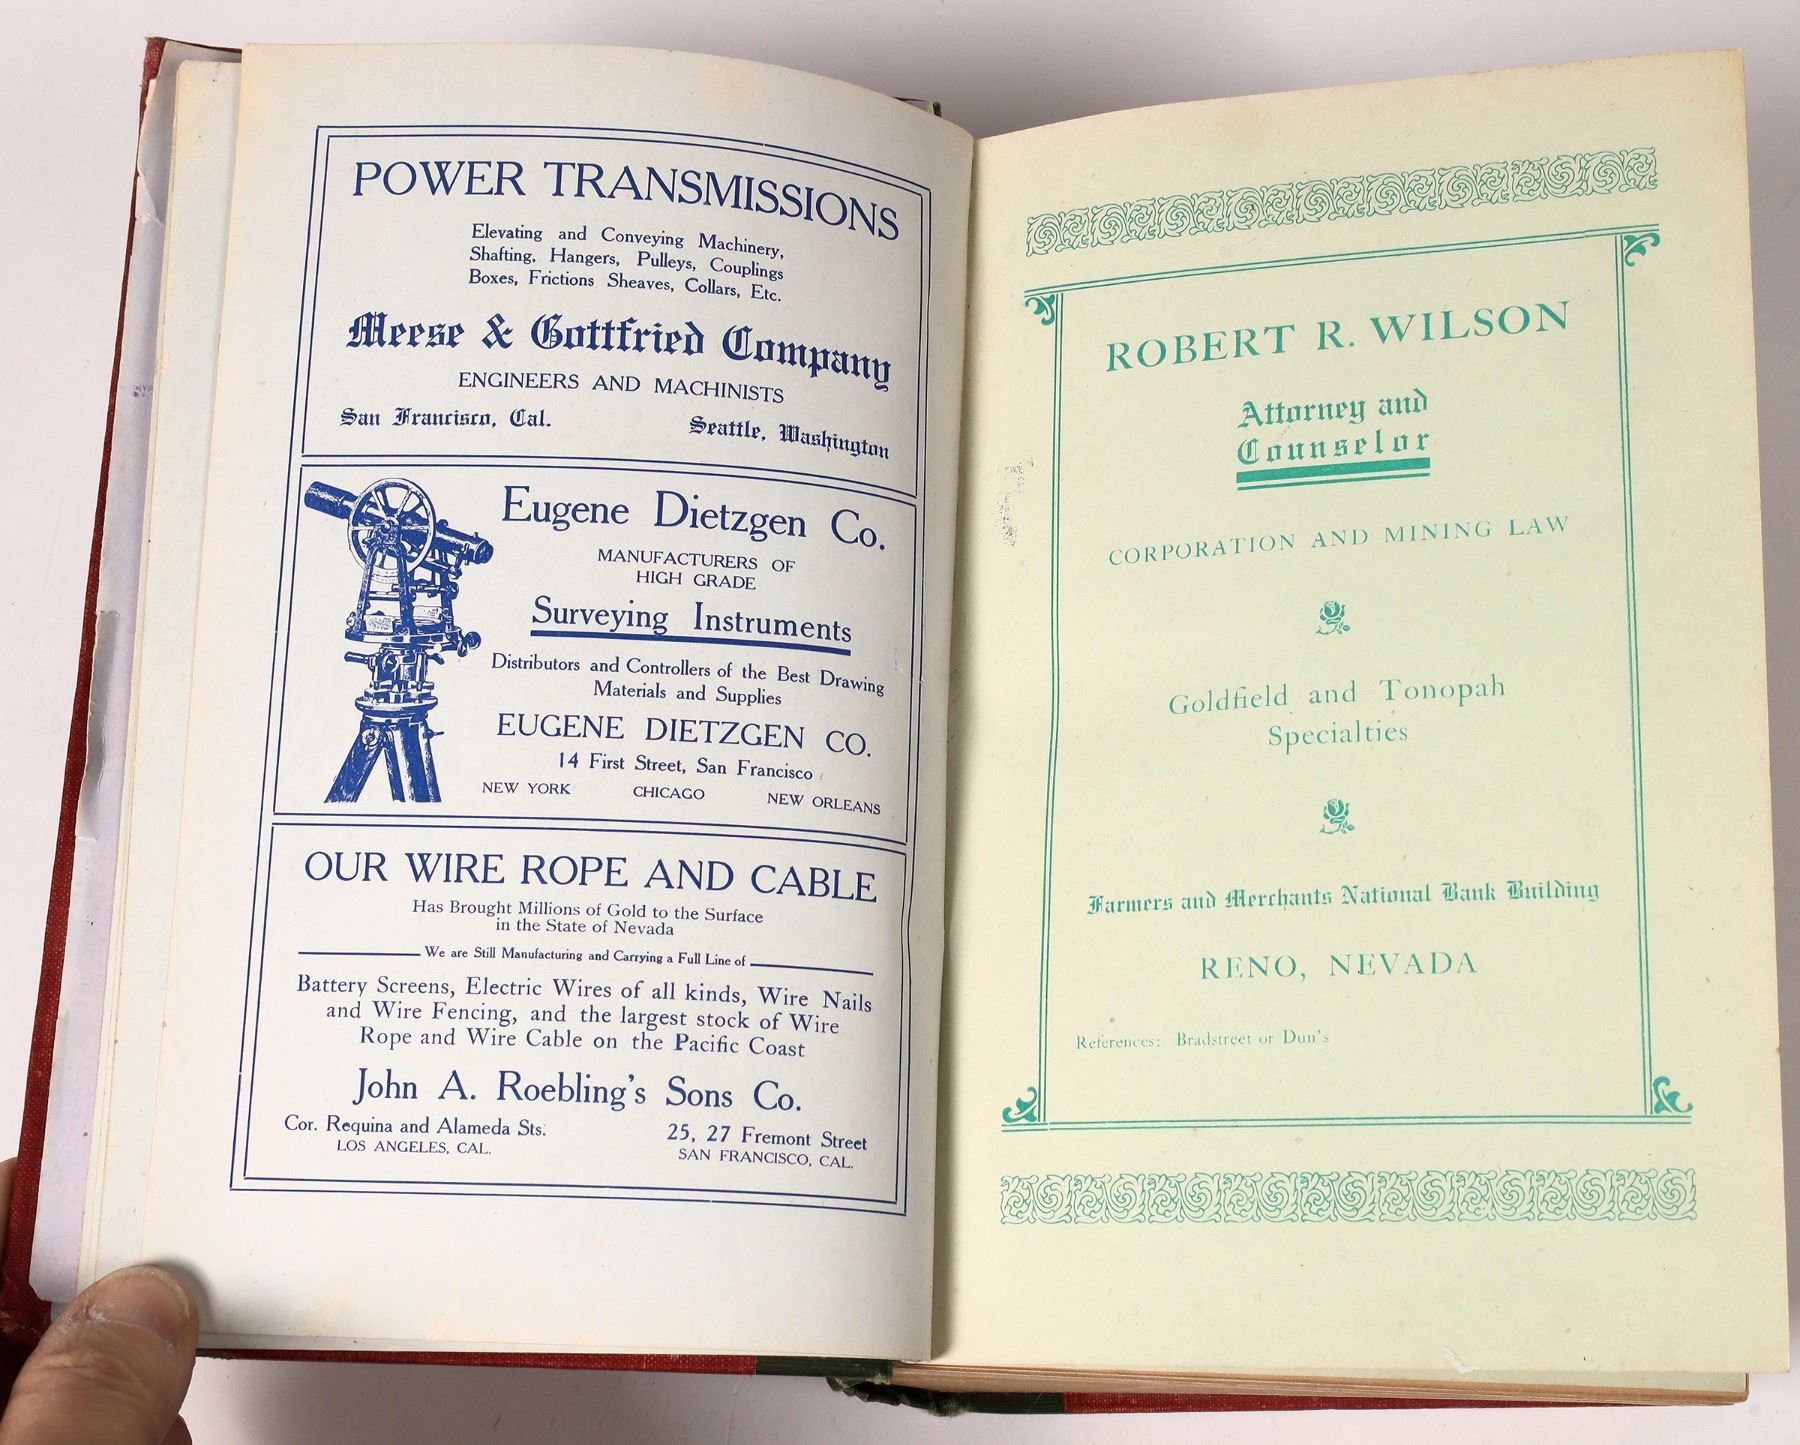 POWER TRANSMISSIONS
Elevating and Conveying Machinery,
Shafting, Hangers, Pulleys, Couplings
Boxes, Frictions Sheaves, Collars, Etc.
Meese & Gottfried Company
ENGINEERS AND MACHINISTS
San Francisco, Cal. Seattle, Washington
Eugene Dietzgen Co.
MANUFACTURERS OF
HIGH GRADE
Surveying Instruments
Distributors and Controllers of the Best Drawing
Materials and Supplies
EUGENE DIETZGEN CO.
14 First Street, San Francisco
NEW YORK CHICAGO NEW ORLEANS
OUR WIRE ROPE AND CABLE
Has Brought Millions of Gold to the Surface
in the State of Nevada
We are Still Manufacturing and Carrying a Full Line of
Battery Screens, Electric Wires of all kinds, Wire Nails
and Wire Fencing, and the largest stock of Wire
Rope and Wire Cable on the Pacific Coast
John A. Roebling's Sons Co.
Cor. Requina and Alameda Sts. 25, 27 Fremont Street
LOS ANGELES, CAL. SAN FRANCISCO, CAL.
ROBERT R. WILSON
Attorney and
Counselor
CORPORATION AND MINING LAW
Goldfield and Tonopah
Specialties
Farmers and Merchants National Bank Building
RENO, NEVADA
References: Bradstreet or Dun's